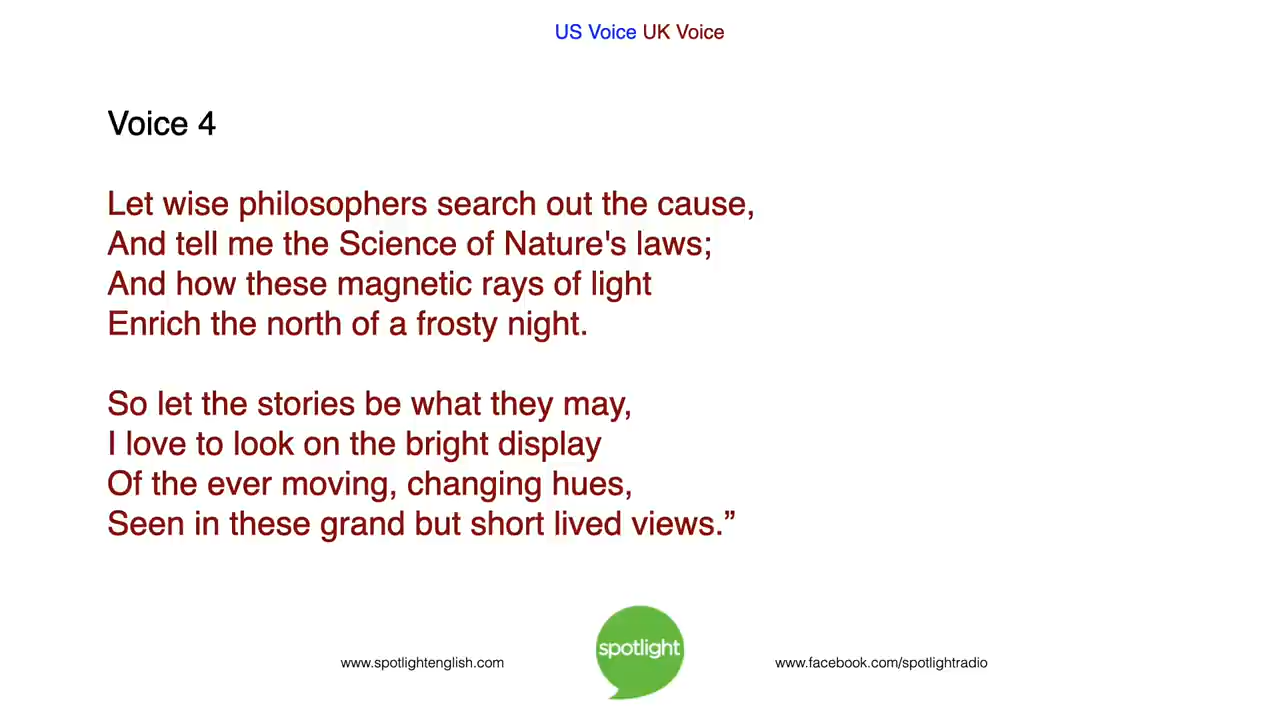 US Voice UK Voice
Voice 4
Let wise philosophers search out the cause,
And tell me the Science of Nature's laws;
And how these magnetic rays of light
Enrich the north of a frosty night.
So let the stories be what they may,
I love to look on the bright display
Of the ever moving, changing hues,
Seen in these grand but short lived views.”
spotlight
www.spotlightenglish.com
www.facebook.com/spotlightradio